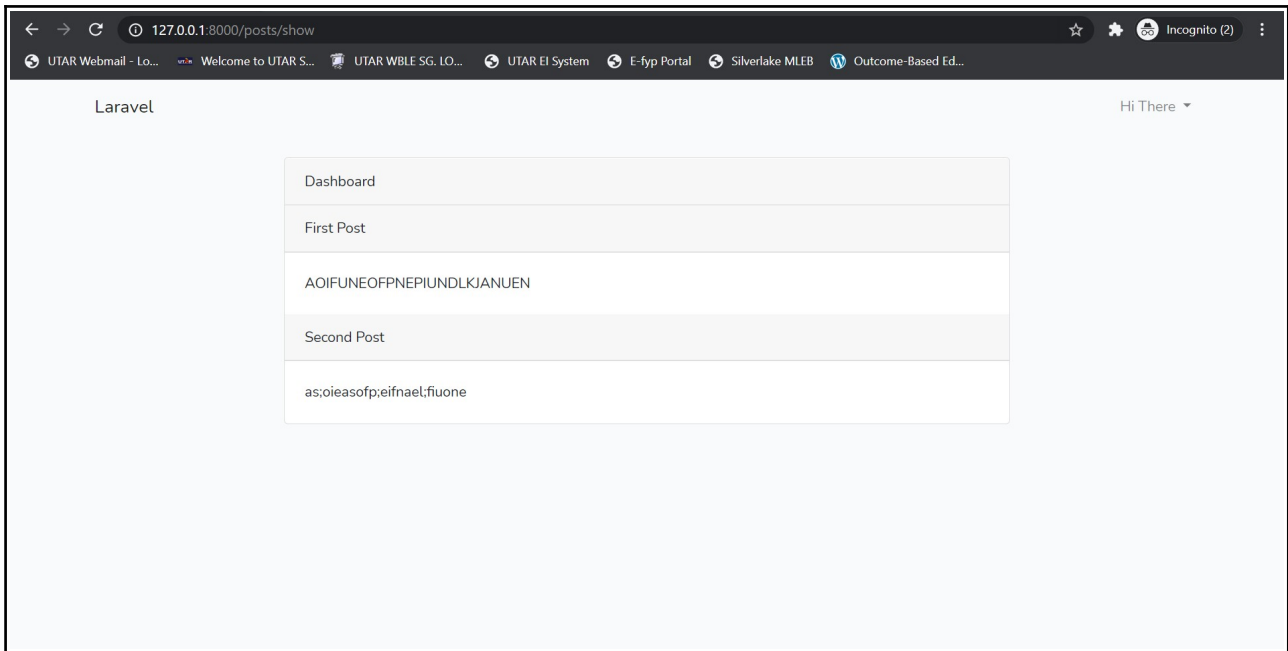 127.0.0.1:8000/posts/show Incognito (2)
UTAR Webmail - Lo... Welcome to UTAR S... UTAR WBLE SG. LO... UTAR EI System E-fyp Portal Silverlake MLEB Outcome-Based Ed...
Laravel Hi There
Dashboard
First Post
AOIFUNEOFPNEPIUNDLKJANUEN
Second Post
as;oieasofp;eifnael;fiuone